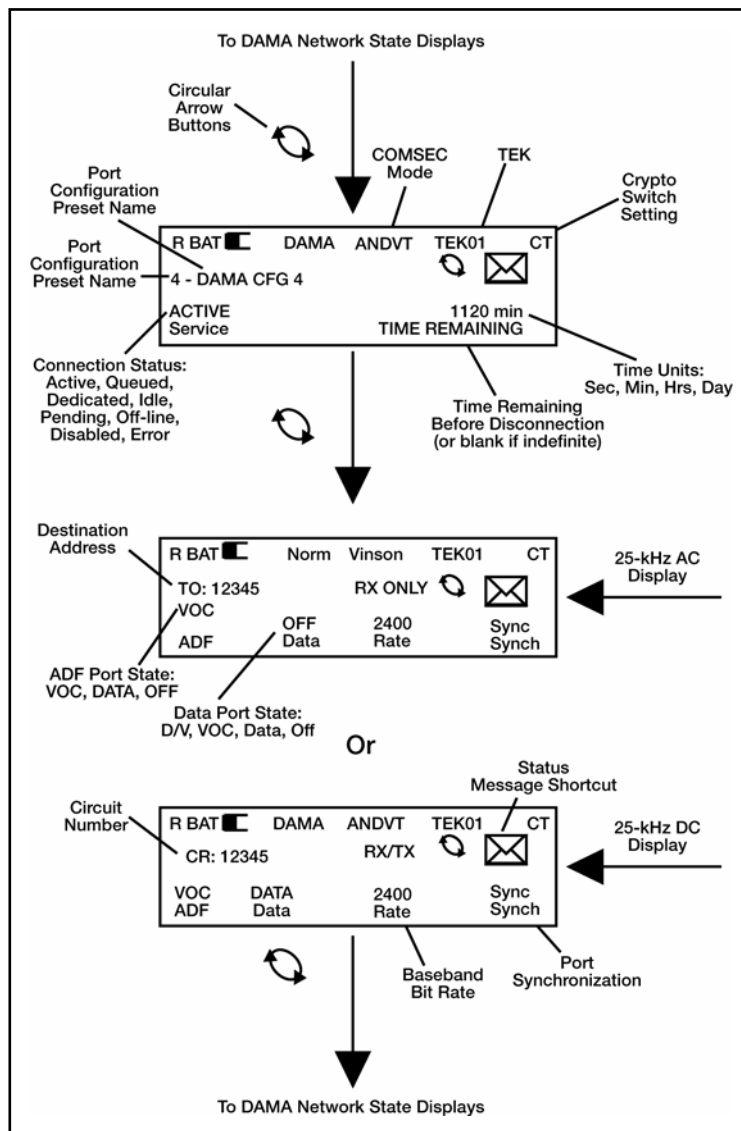 To DAMA Network State Displays
Circular
Arrow
Buttons
COMSEC
Mode
TEK
Port
Configuration
Preset Name
Crypto
Switch
Setting
R BAT DAMA ANDVT TEK01 CT
Port
Configuration
Preset Name
4 - DAMA CFG 4
ACTIVE
Service
1120 min
TIME REMAINING
Connection Status:
Active, Queued,
Dedicated, Idle,
Pending, Off-line,
Disabled, Error
Time Remaining
Before Disconnection
(or blank if indefinite)
Time Units:
Sec, Min, Hrs, Day
Destination
Address
R BAT Norm Vinson TEK01 CT
TO: 12345 RX ONLY
VOC
OFF 2400 Sync
ADF Data Rate Synch
25-kHz AC
Display
ADF Port State:
VOC, DATA, OFF
Data Port State:
D/V, VOC, Data, Off
Or
Status
Message Shortcut
Circuit
Number
R BAT DAMA ANDVT TEK01 CT
CR: 12345 RX/TX
VOC DATA 2400 Sync
ADF Data Rate Synch
25-kHz DC
Display
Baseband
Bit Rate
Port
Synchronization
To DAMA Network State Displays